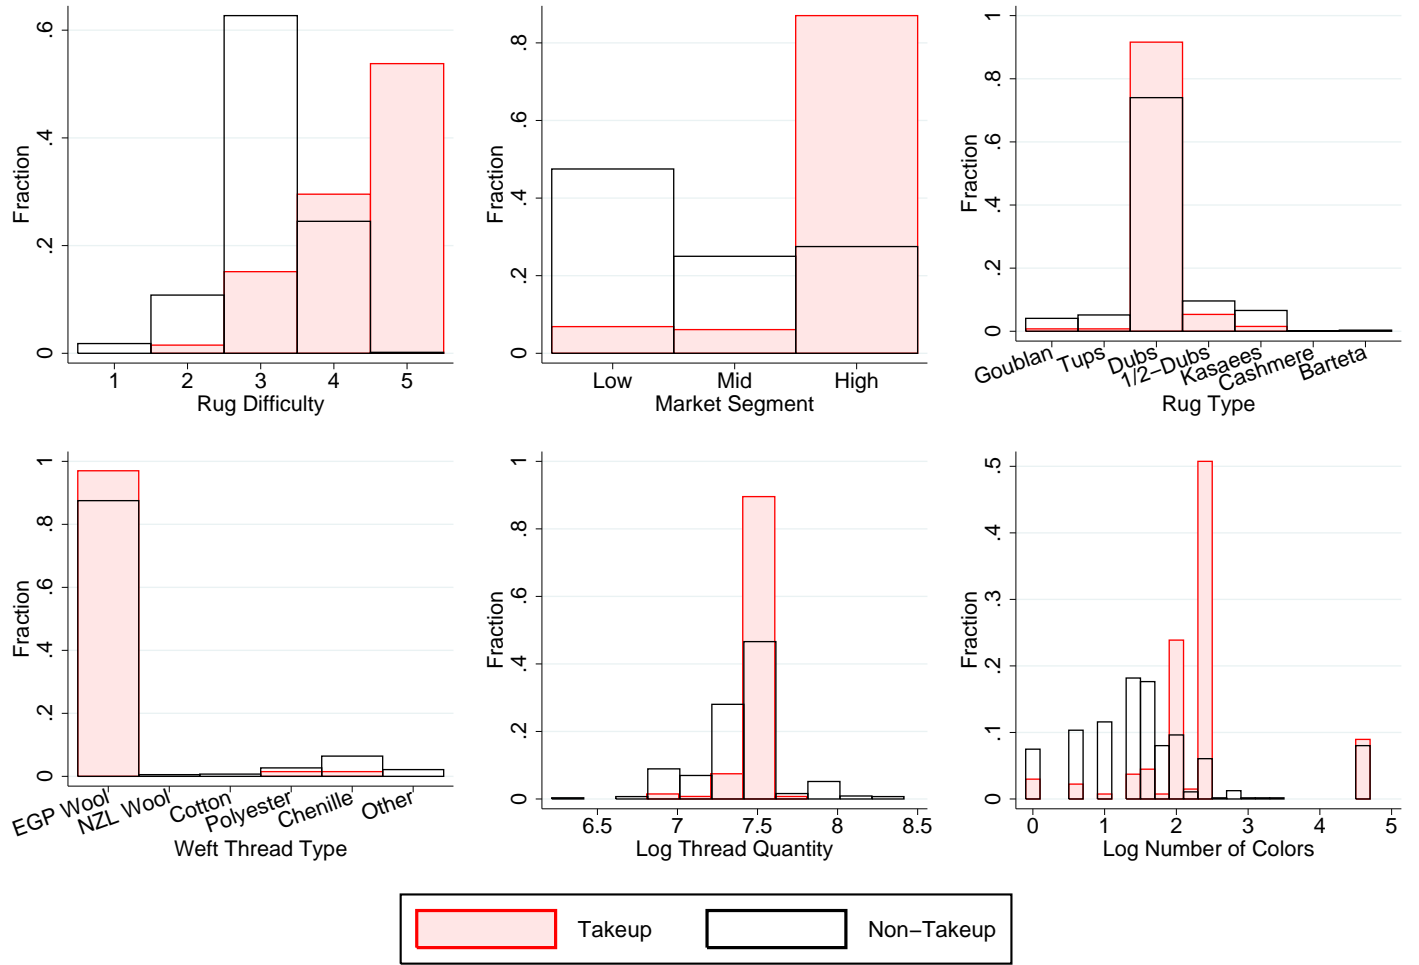 Fraction
0 .2 .4 .6
1 2 3 4 5
Rug Difficulty
Fraction
0 .2 .4 .6 .8
Low Mid High
Market Segment
Fraction
0 .2 .4 .6 .8 1
Goublan Tups Dubs 1/2−Dubs Kasaees Cashmere Barteta
Rug Type
Fraction
0 .2 .4 .6 .8 1
EGP Wool NZL Wool Cotton Polyester Chenille Other
Weft Thread Type
Fraction
0 .2 .4 .6 .8 1
6.5 7 7.5 8 8.5
Log Thread Quantity
Fraction
0 .1 .2 .3 .4 .5
0 1 2 3 4 5
Log Number of Colors
Takeup Non−Takeup